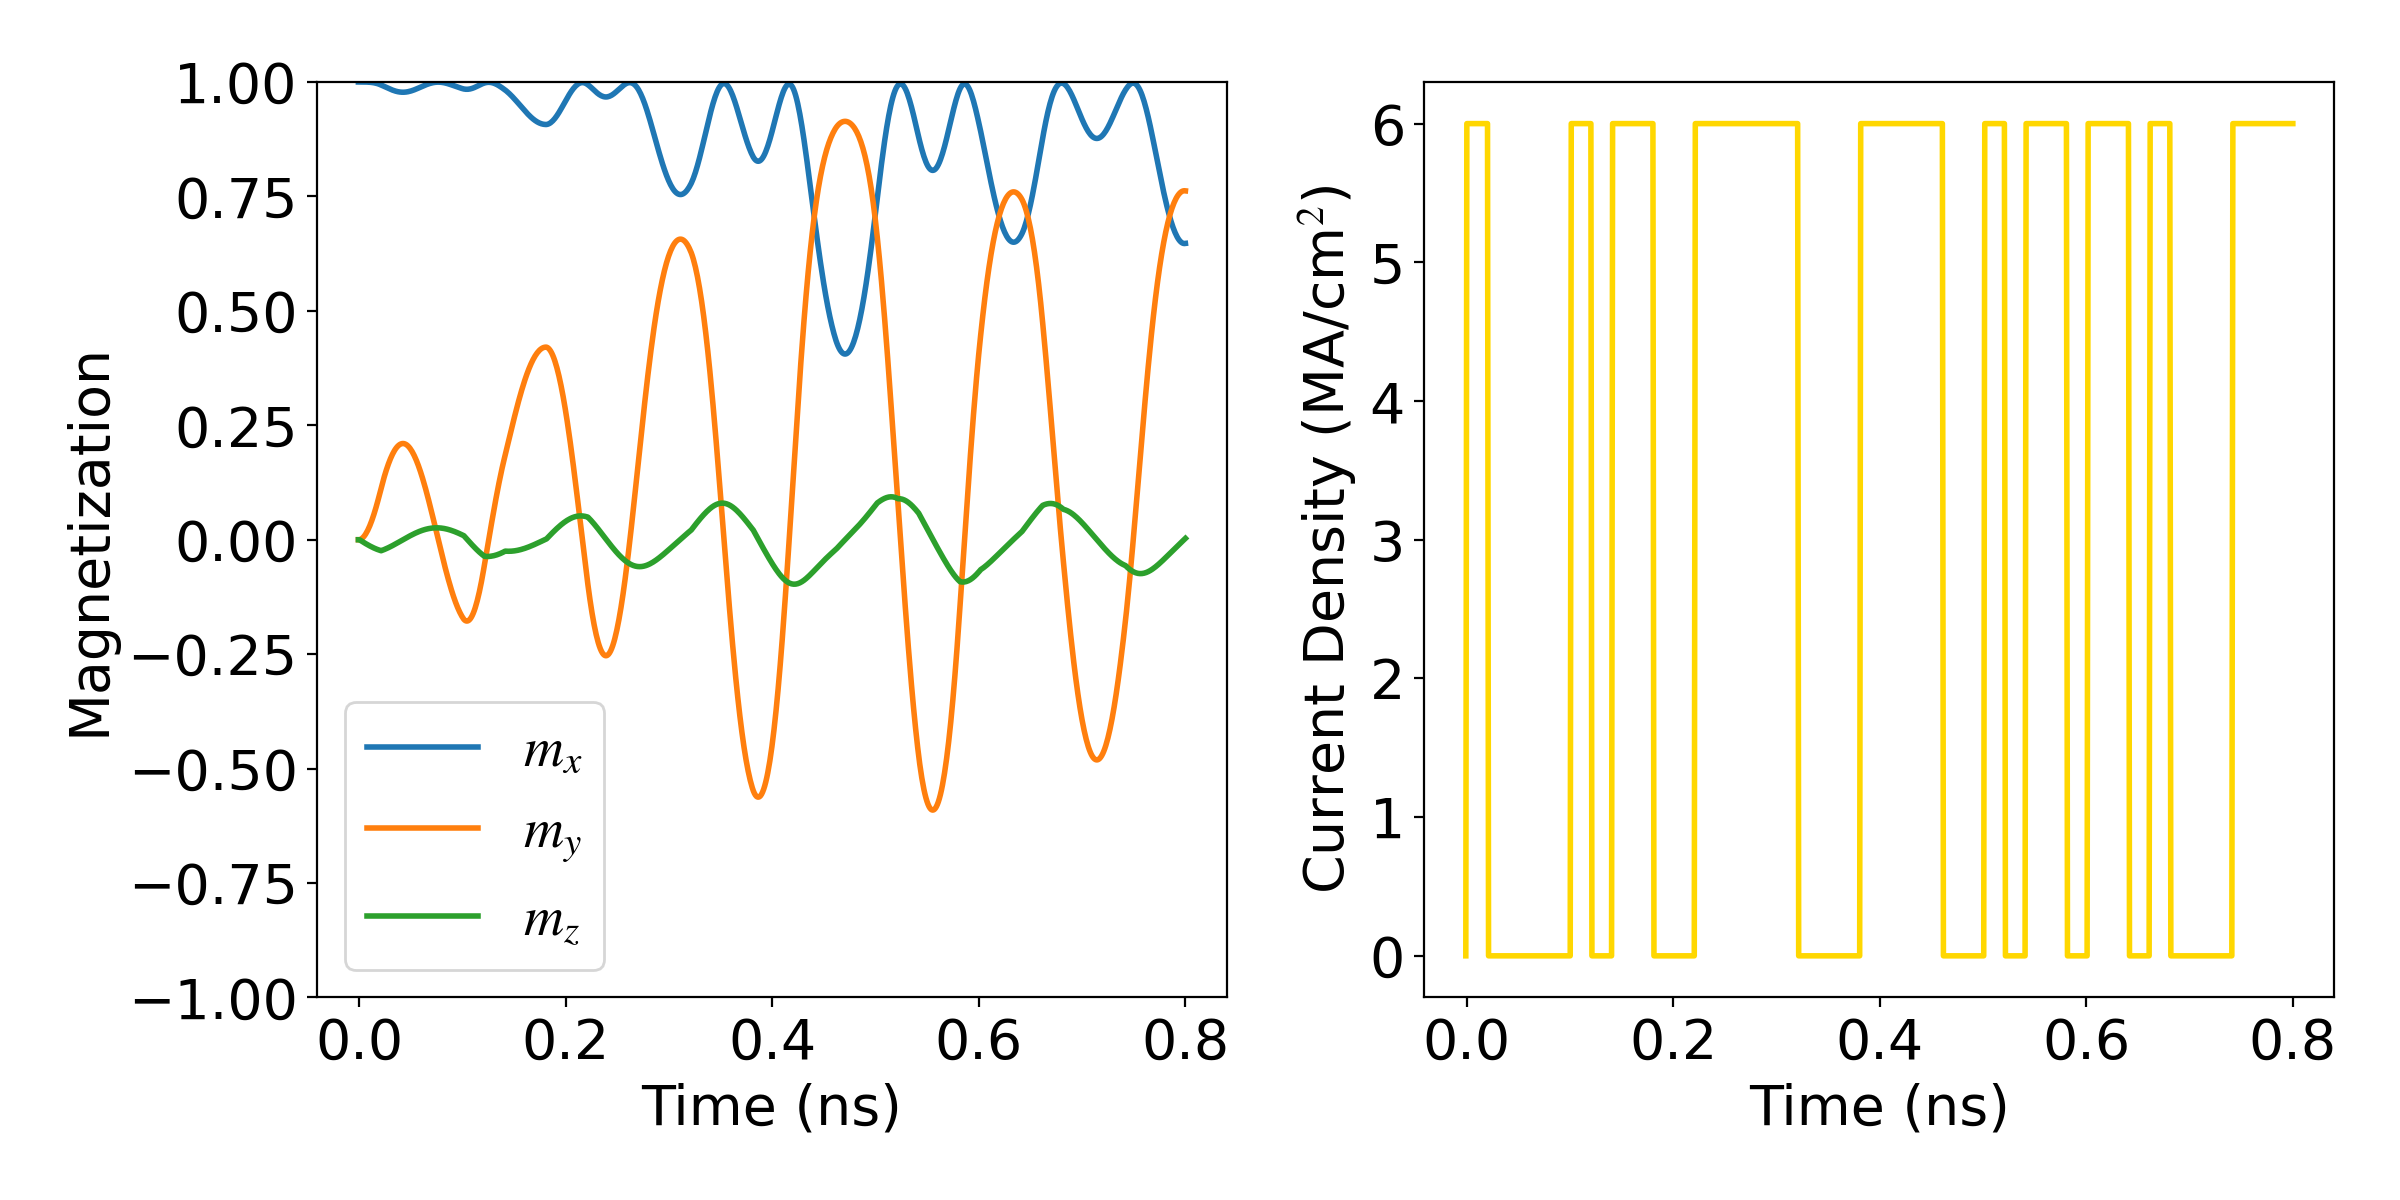 Magnetization
1.00
0.75
0.50
0.25
0.00
−0.25
−0.50
−0.75
−1.00
m_x
m_y
m_z
0.0 0.2 0.4 0.6 0.8
Time (ns)
Current Density (MA/cm²)
6
5
4
3
2
1
0
0.0 0.2 0.4 0.6 0.8
Time (ns)